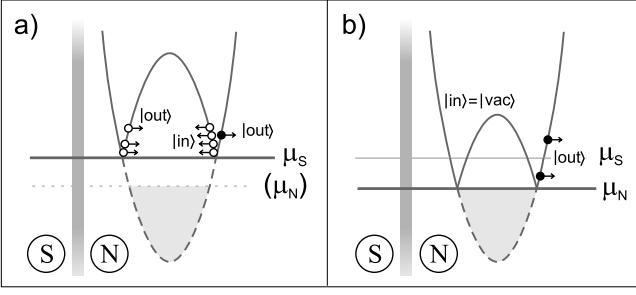 a)
|out⟩
|in⟩
|out⟩
μS
(μN)
S
N
b)
|in⟩=|vac⟩
|out⟩
μS
μN
S
N